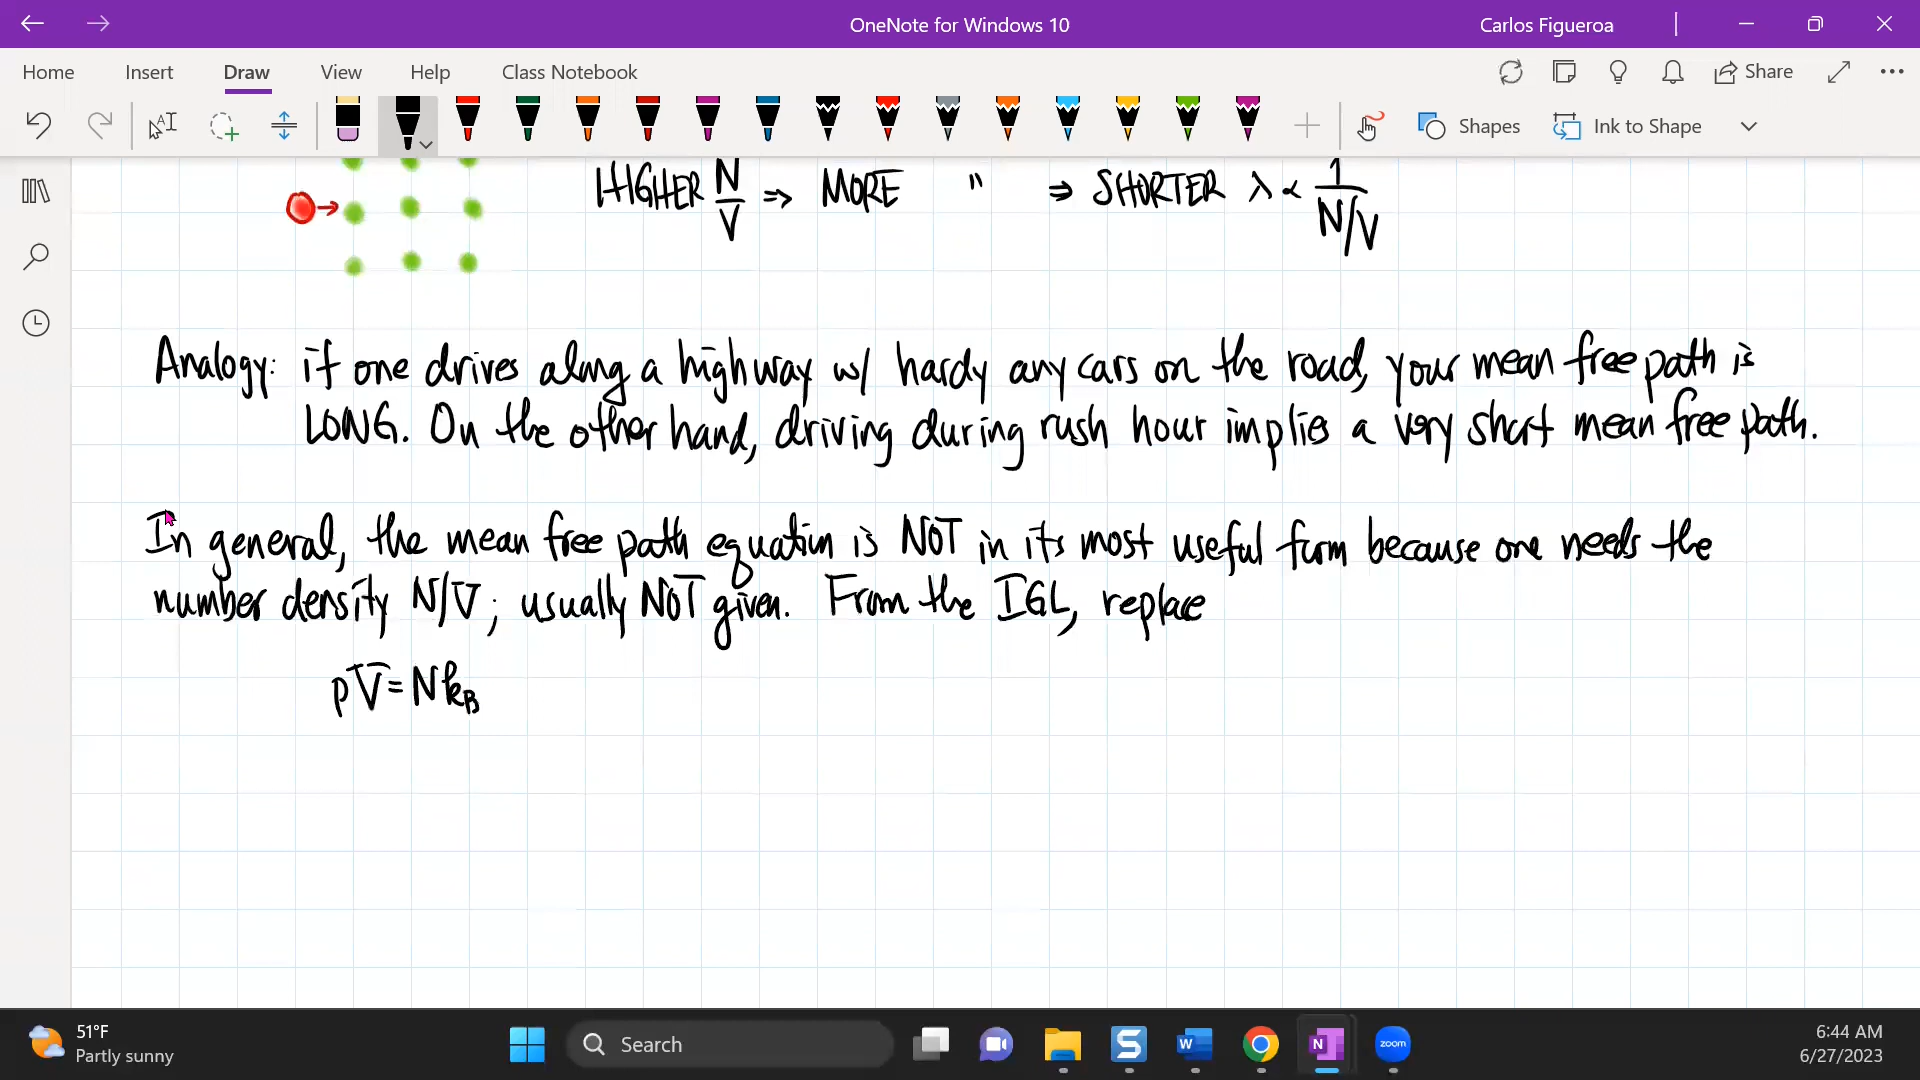 OneNote for Windows 10
Carlos Figueroa
Home Insert Draw View Help Class Notebook
Share
Shapes
Ink to Shape
HIGHER N/V ⇒ MORE " ⇒ SHORTER λ ∝ 1/(N/V)
Analogy: if one drives along a highway w/ hardy any cars on the road, your mean free path is
LONG. On the other hand, driving during rush hour implies a very short mean free path.
In general, the mean free path equation is NOT in its most useful form because one needs the
number density N/V; usually NOT given. From the IGL, replace
pV = Nk_B
51°F
Partly sunny
Search
zoom
6:44 AM
6/27/2023